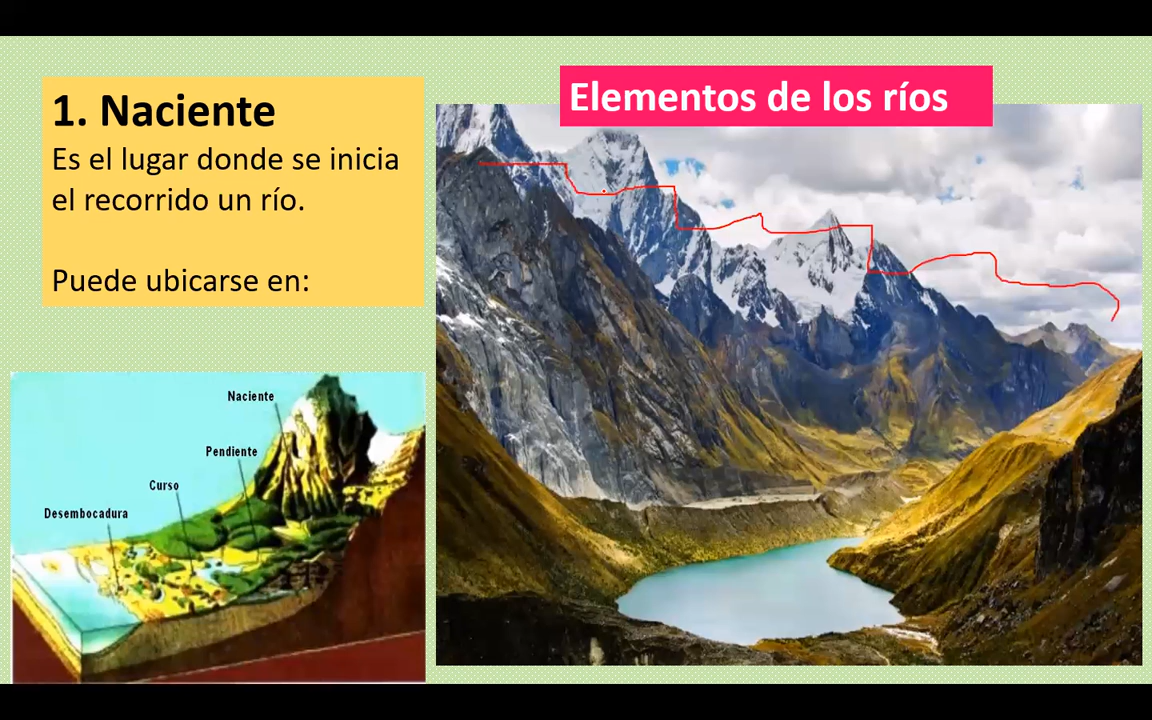 Elementos de los ríos
1. Naciente
Es el lugar donde se inicia
el recorrido un río.
Puede ubicarse en:
Naciente
Pendiente
Curso
Desembocadura